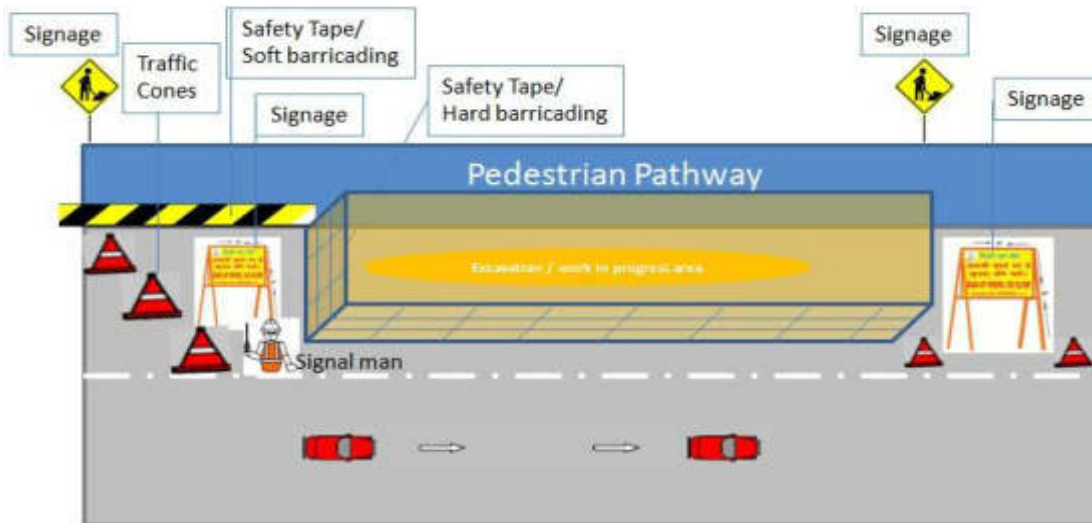 Signage
Safety Tape/
Soft barricading
Traffic
Cones
Signage
Safety Tape/
Hard barricading
Signage
Signage
Pedestrian Pathway
Excavation / work in progress area
Signal man